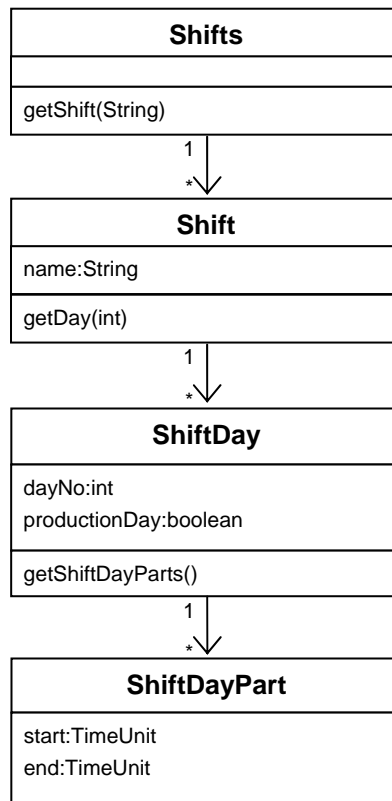 Shifts
getShift(String)
1
*
Shift
name:String
getDay(int)
1
*
ShiftDay
dayNo:int
productionDay:boolean
getShiftDayParts()
1
*
ShiftDayPart
start:TimeUnit
end:TimeUnit